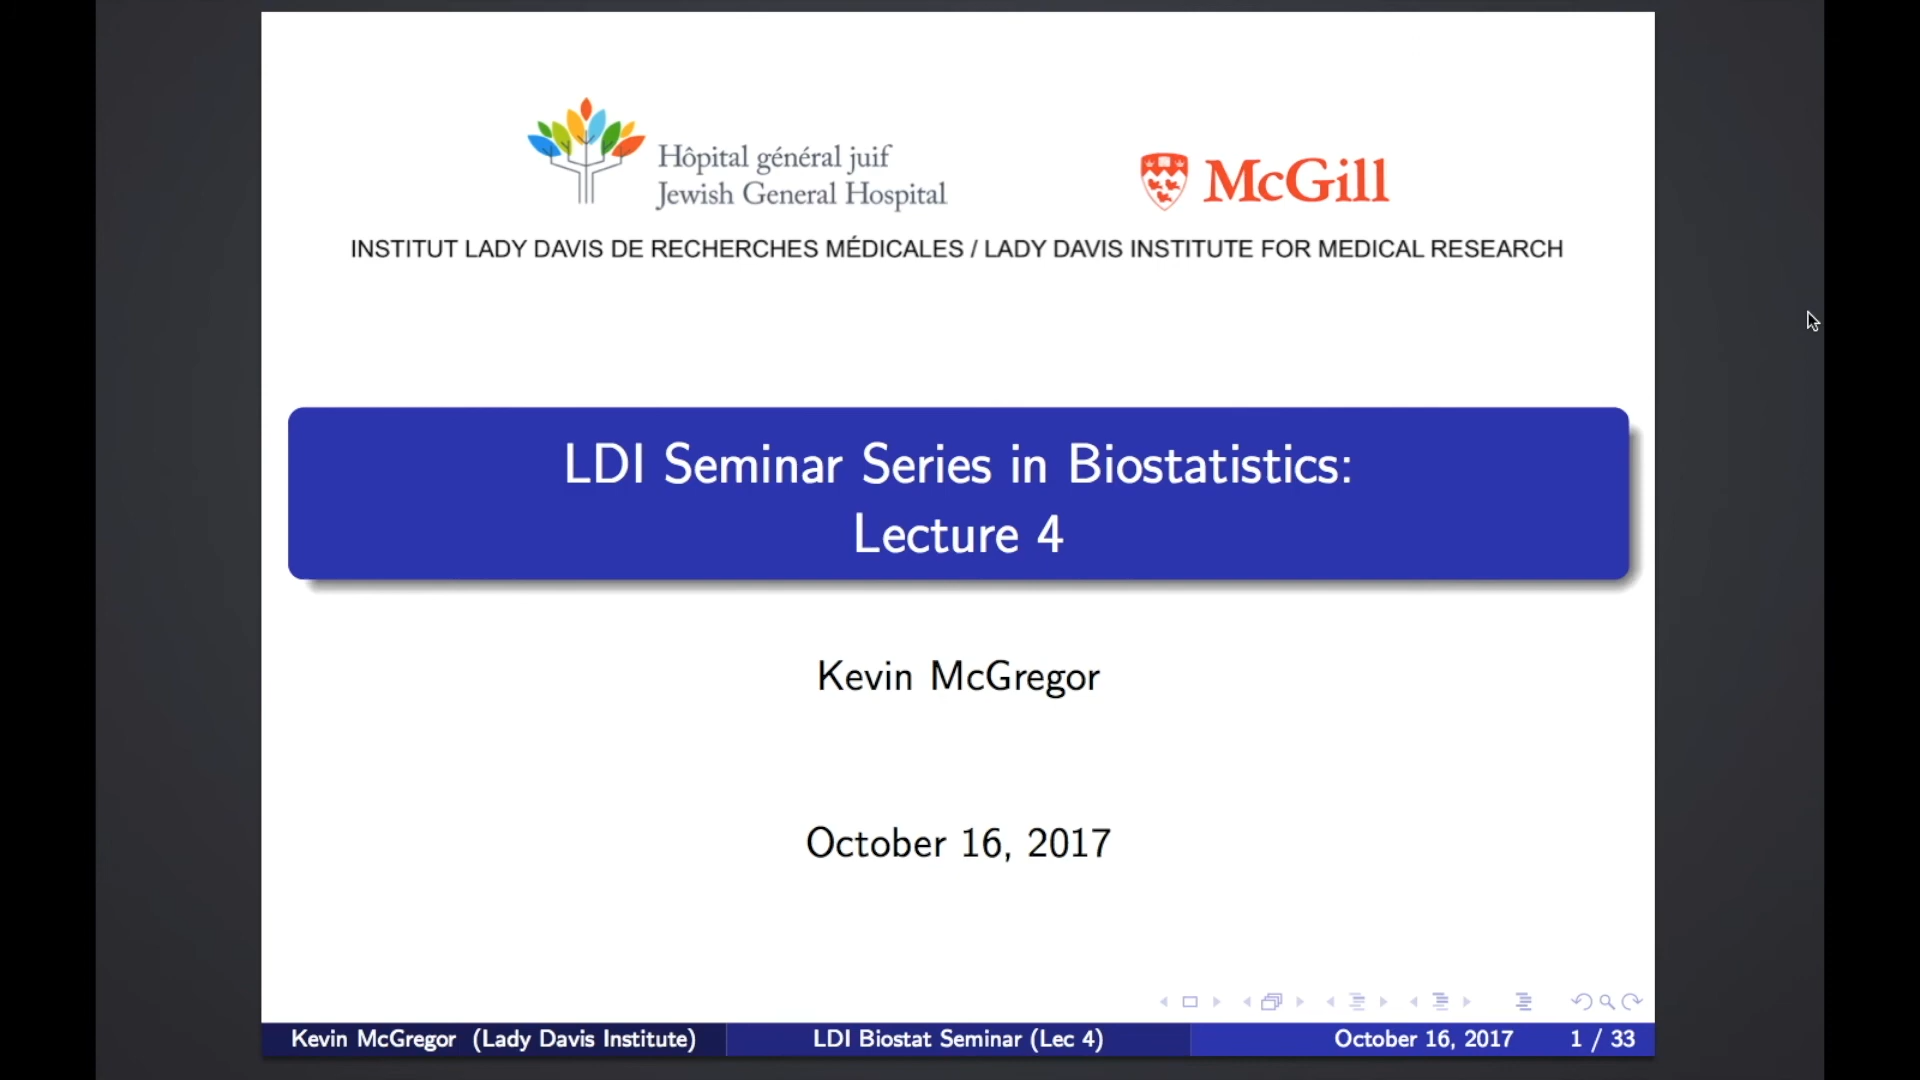 Hôpital général juif
Jewish General Hospital
McGill
INSTITUT LADY DAVIS DE RECHERCHES MÉDICALES / LADY DAVIS INSTITUTE FOR MEDICAL RESEARCH
LDI Seminar Series in Biostatistics:
Lecture 4
Kevin McGregor
October 16, 2017
Kevin McGregor (Lady Davis Institute)
LDI Biostat Seminar (Lec 4)
October 16, 2017
1 / 33